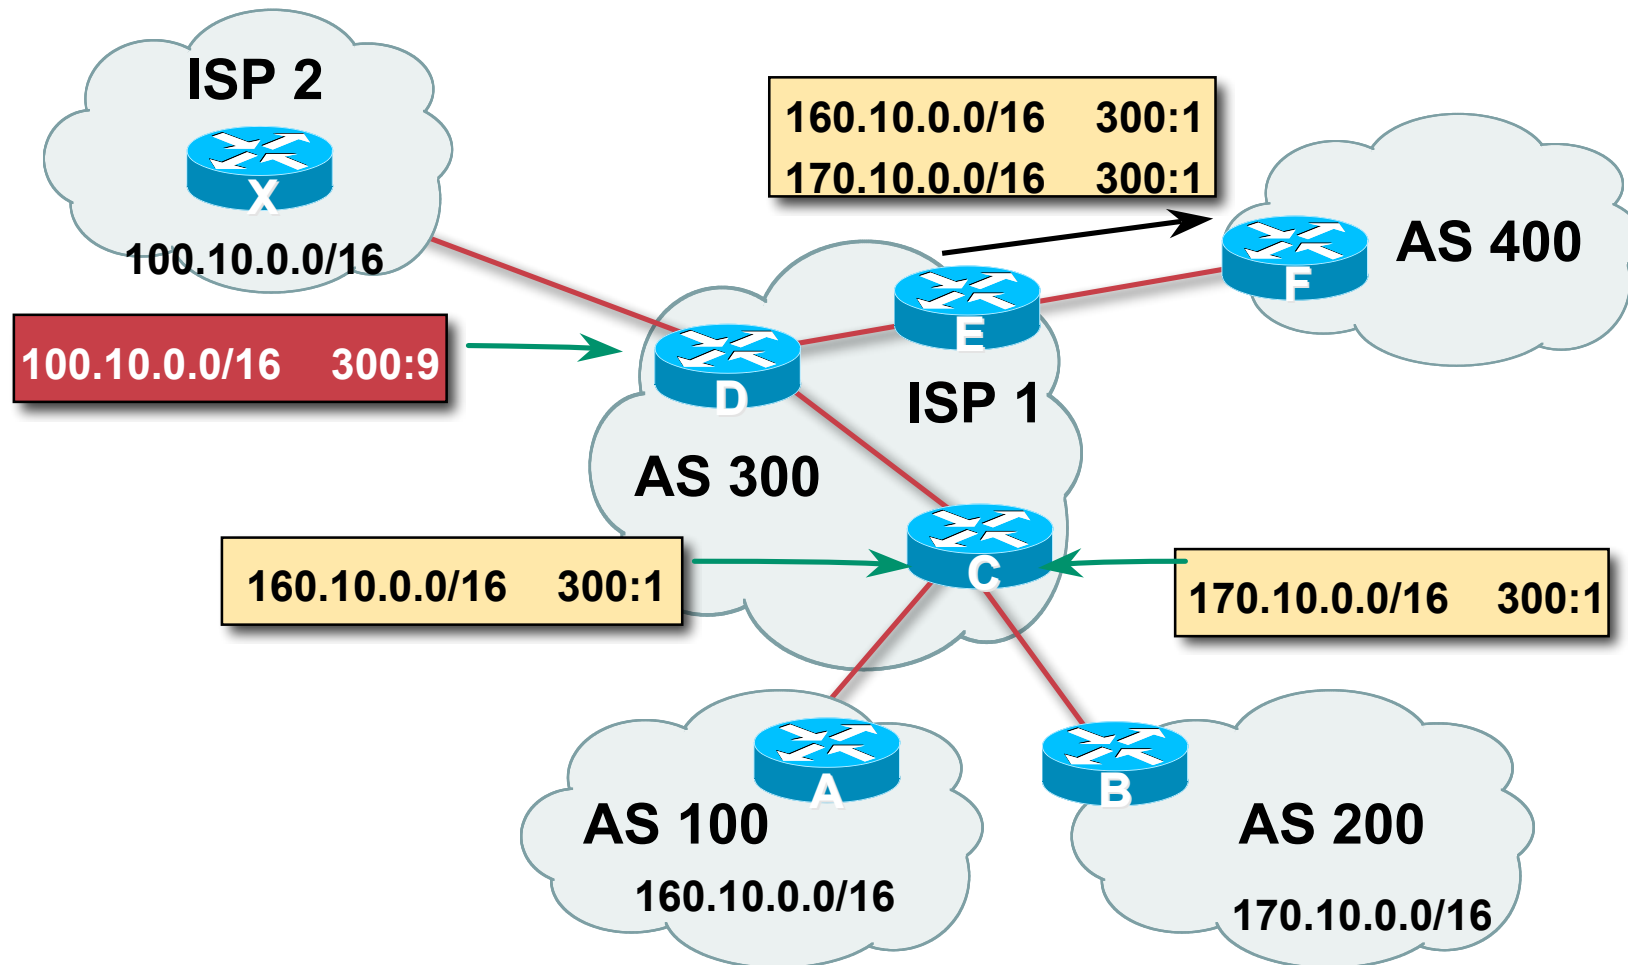 ISP 2
X
100.10.0.0/16
160.10.0.0/16 300:1
170.10.0.0/16 300:1
AS 400
F
E
100.10.0.0/16 300:9
D
ISP 1
AS 300
C
160.10.0.0/16 300:1
170.10.0.0/16 300:1
A
AS 100
160.10.0.0/16
B
AS 200
170.10.0.0/16